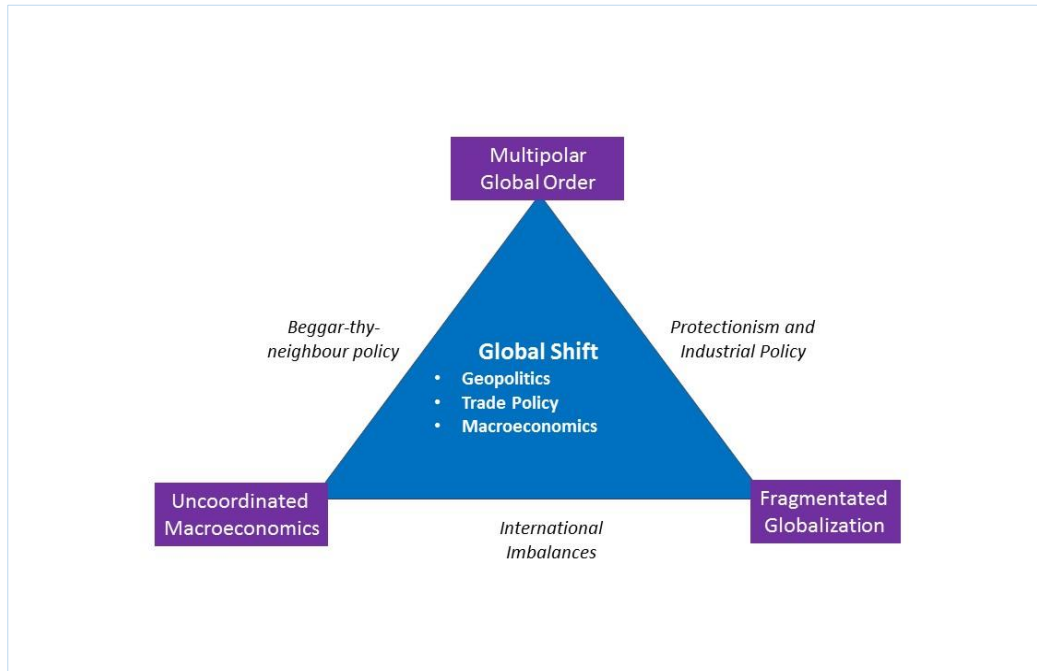 Multipolar
Global Order
Beggar-thy-
neighbour policy
Protectionism and
Industrial Policy
Global Shift
• Geopolitics
• Trade Policy
• Macroeconomics
Uncoordinated
Macroeconomics
International
Imbalances
Fragmentated
Globalization